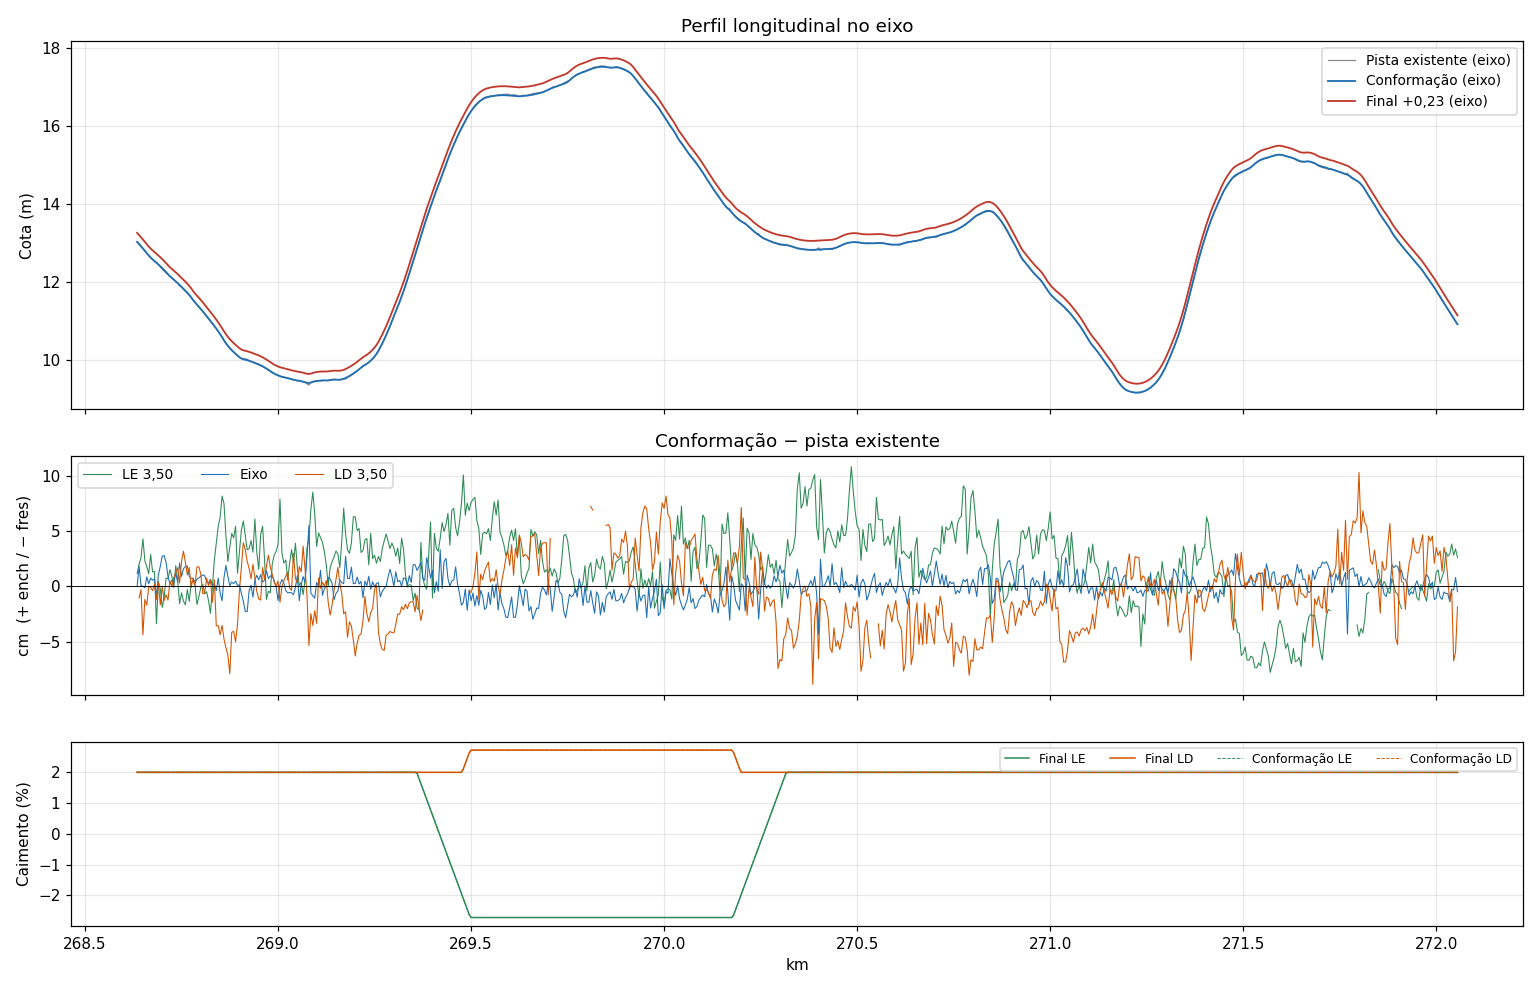 Perfil longitudinal no eixo
Cota (m)
18
16
14
12
10
Pista existente (eixo)
Conformação (eixo)
Final +0,23 (eixo)
Conformação − pista existente
cm (+ ench / − fres)
10
5
0
−5
LE 3,50 Eixo LD 3,50
Caimento (%)
2
1
0
−1
−2
Final LE Final LD Conformação LE Conformação LD
268.5 269.0 269.5 270.0 270.5 271.0 271.5 272.0
km